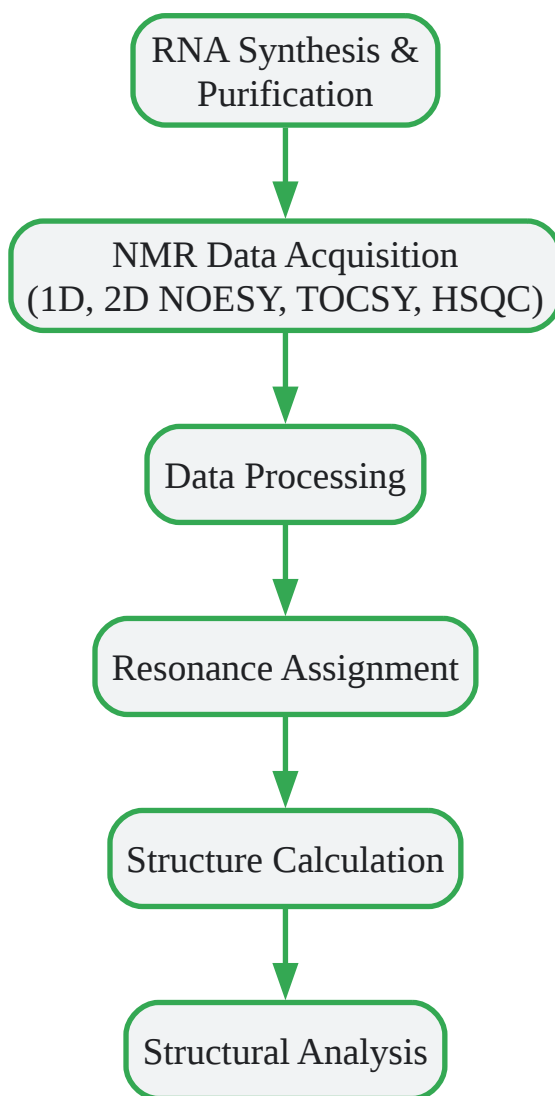 RNA Synthesis &
Purification
NMR Data Acquisition
(1D, 2D NOESY, TOCSY, HSQC)
Data Processing
Resonance Assignment
Structure Calculation
Structural Analysis